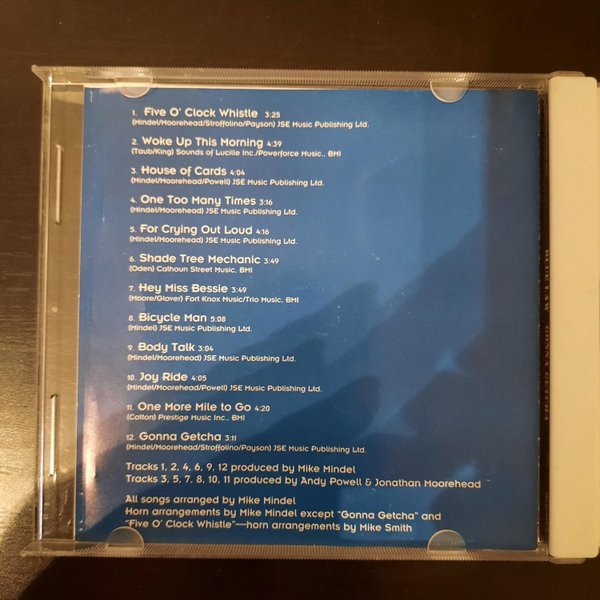 1. Five O' Clock Whistle 3:25
(Mindel/Moorehead/Stroffolino/Payson) JSE Music Publishing Ltd.
2. Woke Up This Morning 4:39
(Taub/King) Sounds of Lucille Inc./Powerforce Music., BMI
3. House of Cards 4:04
(Mindel/Moorehead/Powell) JSE Music Publishing Ltd.
4. One Too Many Times 3:16
(Mindel/Moorehead) JSE Music Publishing Ltd.
5. For Crying Out Loud 4:16
(Mindel/Moorehead) JSE Music Publishing Ltd.
6. Shade Tree Mechanic 3:49
(Oden) Calhoun Street Music, BMI
7. Hey Miss Bessie 3:49
(Moore/Glover) Fort Knox Music/Trio Music, BMI
8. Bicycle Man 5:08
(Mindel) JSE Music Publishing Ltd.
9. Body Talk 3:04
(Mindel/Moorehead) JSE Music Publishing Ltd.
10. Joy Ride 4:05
(Mindel/Moorehead/Powell) JSE Music Publishing Ltd.
11. One More Mile to Go 4:20
(Cotton) Prestige Music Inc., BMI
12. Gonna Getcha 3:11
(Mindel/Moorehead/Stroffolino/Payson) JSE Music Publishing Ltd.
Tracks 1, 2, 4, 6, 9, 12 produced by Mike Mindel
Tracks 3, 5, 7, 8, 10, 11 produced by Andy Powell & Jonathan Moorehead
All songs arranged by Mike Mindel
Horn arrangements by Mike Mindel except "Gonna Getcha" and
"Five O' Clock Whistle"—horn arrangements by Mike Smith